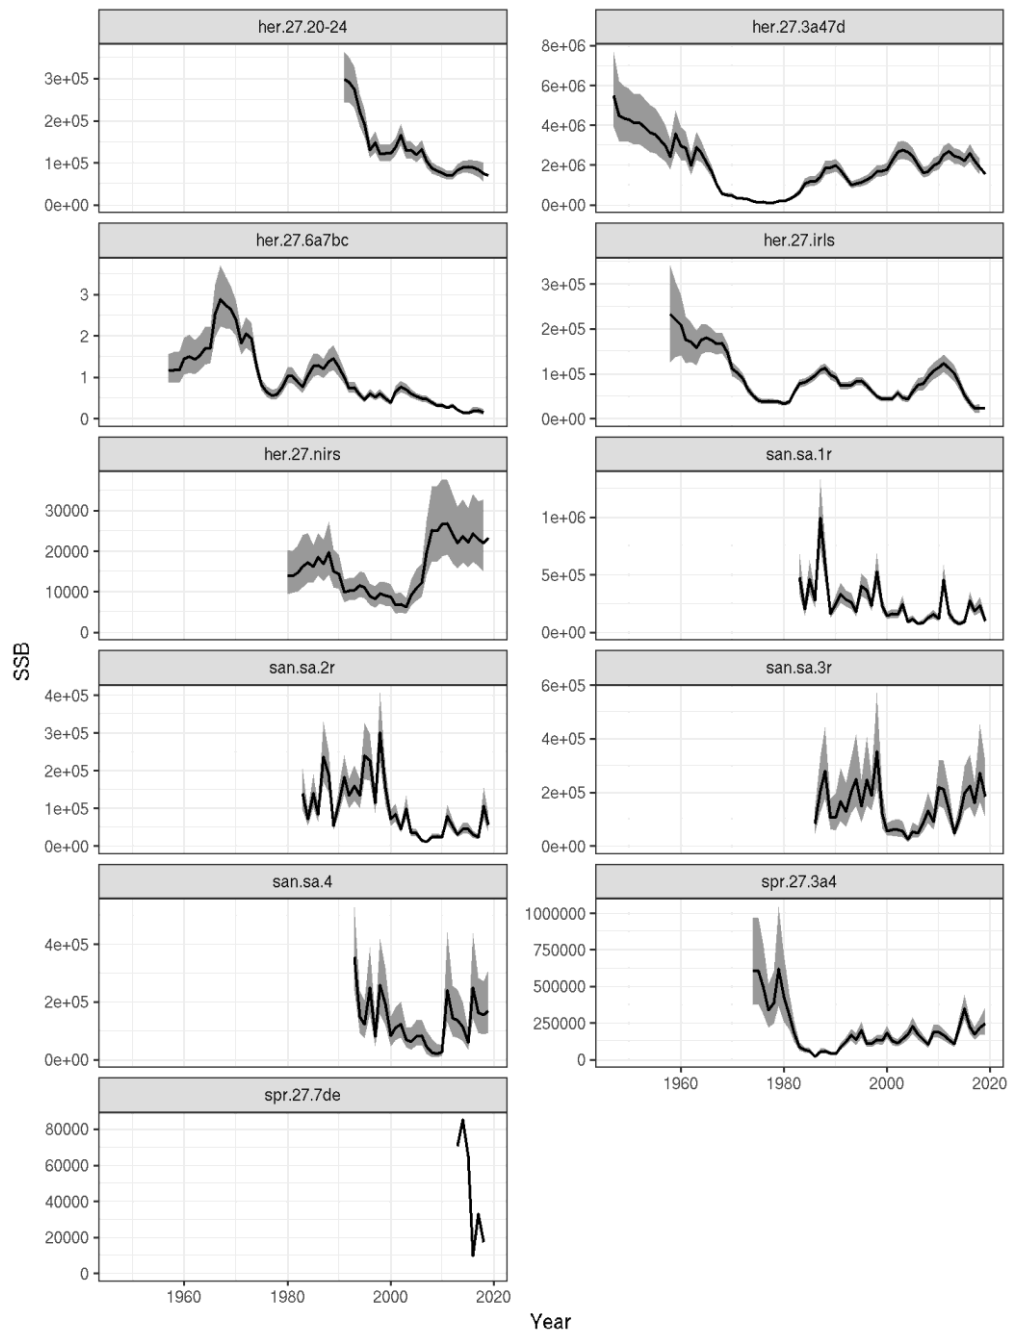 her.27.20-24
3e+05
2e+05
1e+05
0e+00
her.27.3a47d
8e+06
6e+06
4e+06
2e+06
0e+00
her.27.6a7bc
3
2
1
0
her.27.irls
3e+05
2e+05
1e+05
0e+00
her.27.nirs
30000
20000
10000
0
san.sa.1r
1e+06
5e+05
0e+00
SSB
san.sa.2r
4e+05
3e+05
2e+05
1e+05
0e+00
san.sa.3r
6e+05
4e+05
2e+05
0e+00
san.sa.4
4e+05
2e+05
0e+00
spr.27.3a4
1000000
750000
500000
250000
0
1960 1980 2000 2020
spr.27.7de
80000
60000
40000
20000
0
1960 1980 2000 2020
Year